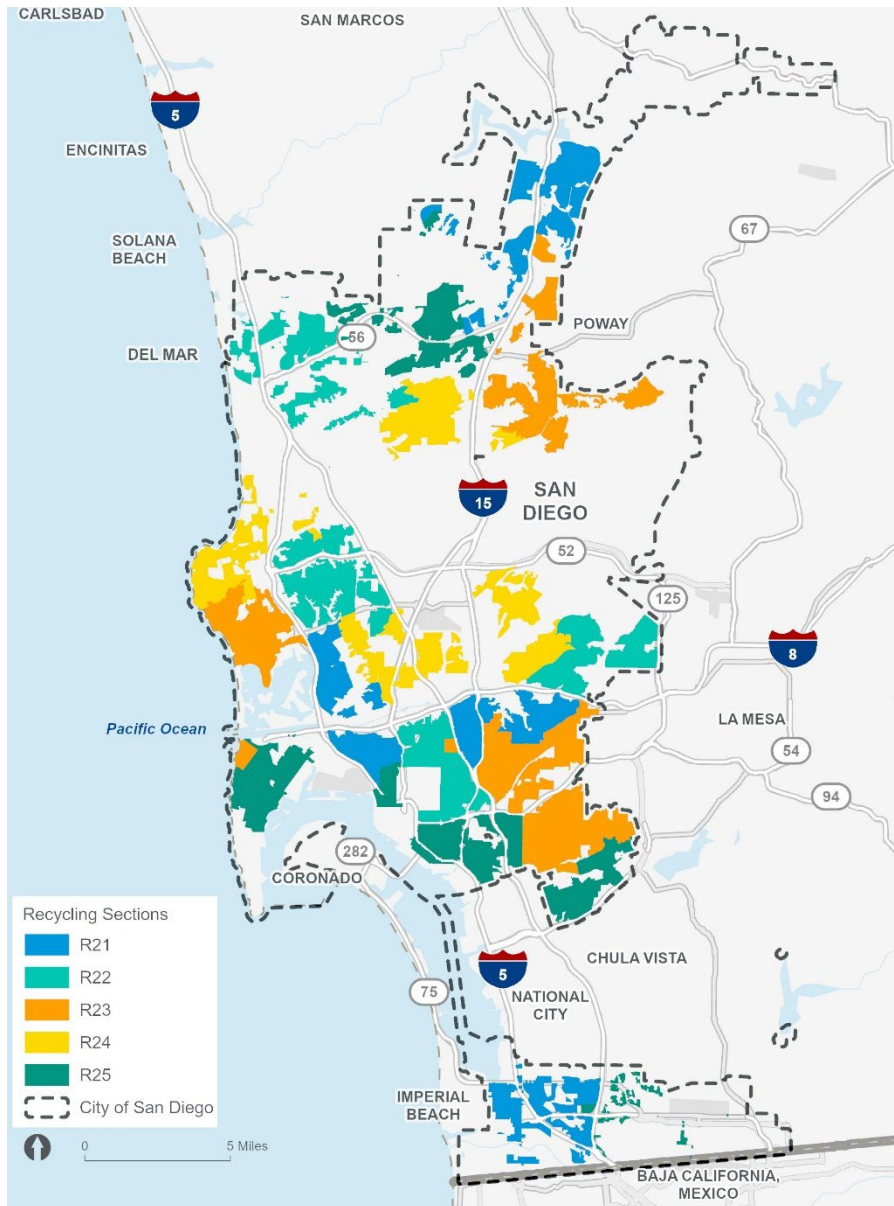 CARLSBAD
SAN MARCOS
5
ENCINITAS
SOLANA
BEACH
67
POWAY
56
DEL MAR
15
SAN
DIEGO
52
125
8
Pacific Ocean
LA MESA
54
94
282
CORONADO
Recycling Sections
R21
R22
R23
R24
R25
City of San Diego
0
5 Miles
CHULA VISTA
5
75
NATIONAL
CITY
IMPERIAL
BEACH
BAJA CALIFORNIA,
MEXICO